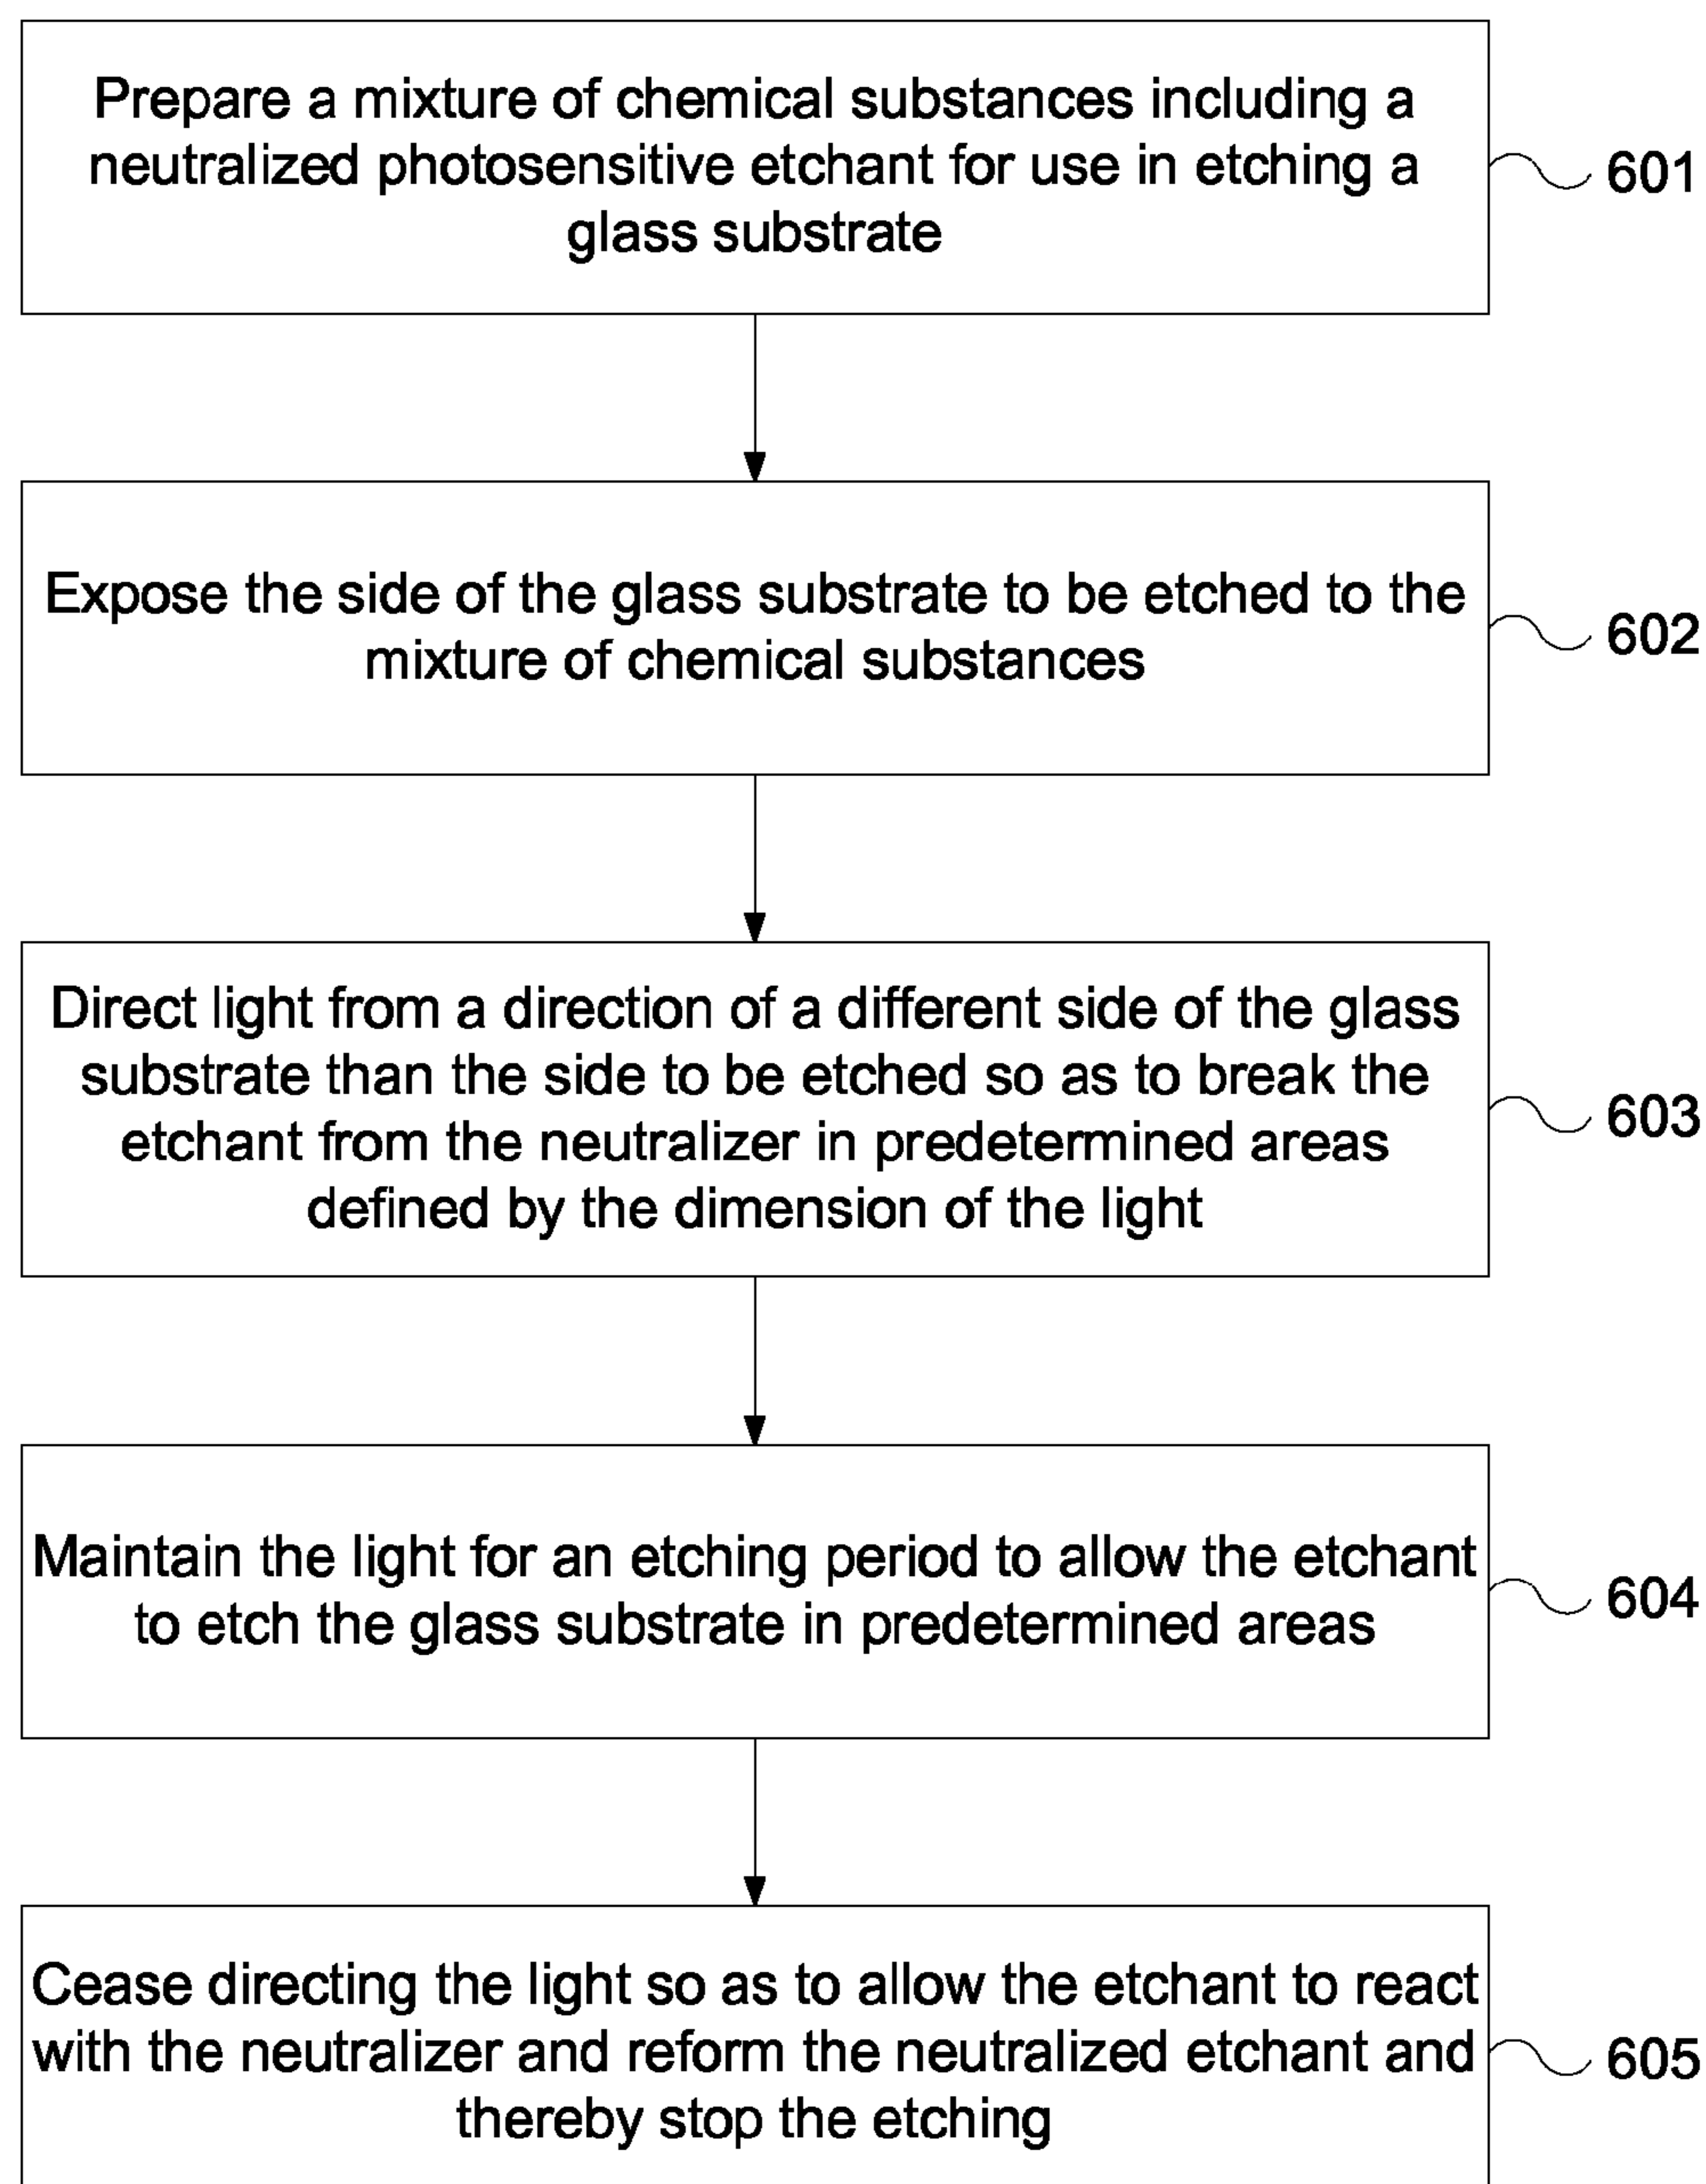 Prepare a mixture of chemical substances including a
neutralized photosensitive etchant for use in etching a
glass substrate
601
Expose the side of the glass substrate to be etched to the
mixture of chemical substances
602
Direct light from a direction of a different side of the glass
substrate than the side to be etched so as to break the
etchant from the neutralizer in predetermined areas
defined by the dimension of the light
603
Maintain the light for an etching period to allow the etchant
to etch the glass substrate in predetermined areas
604
Cease directing the light so as to allow the etchant to react
with the neutralizer and reform the neutralized etchant and
thereby stop the etching
605